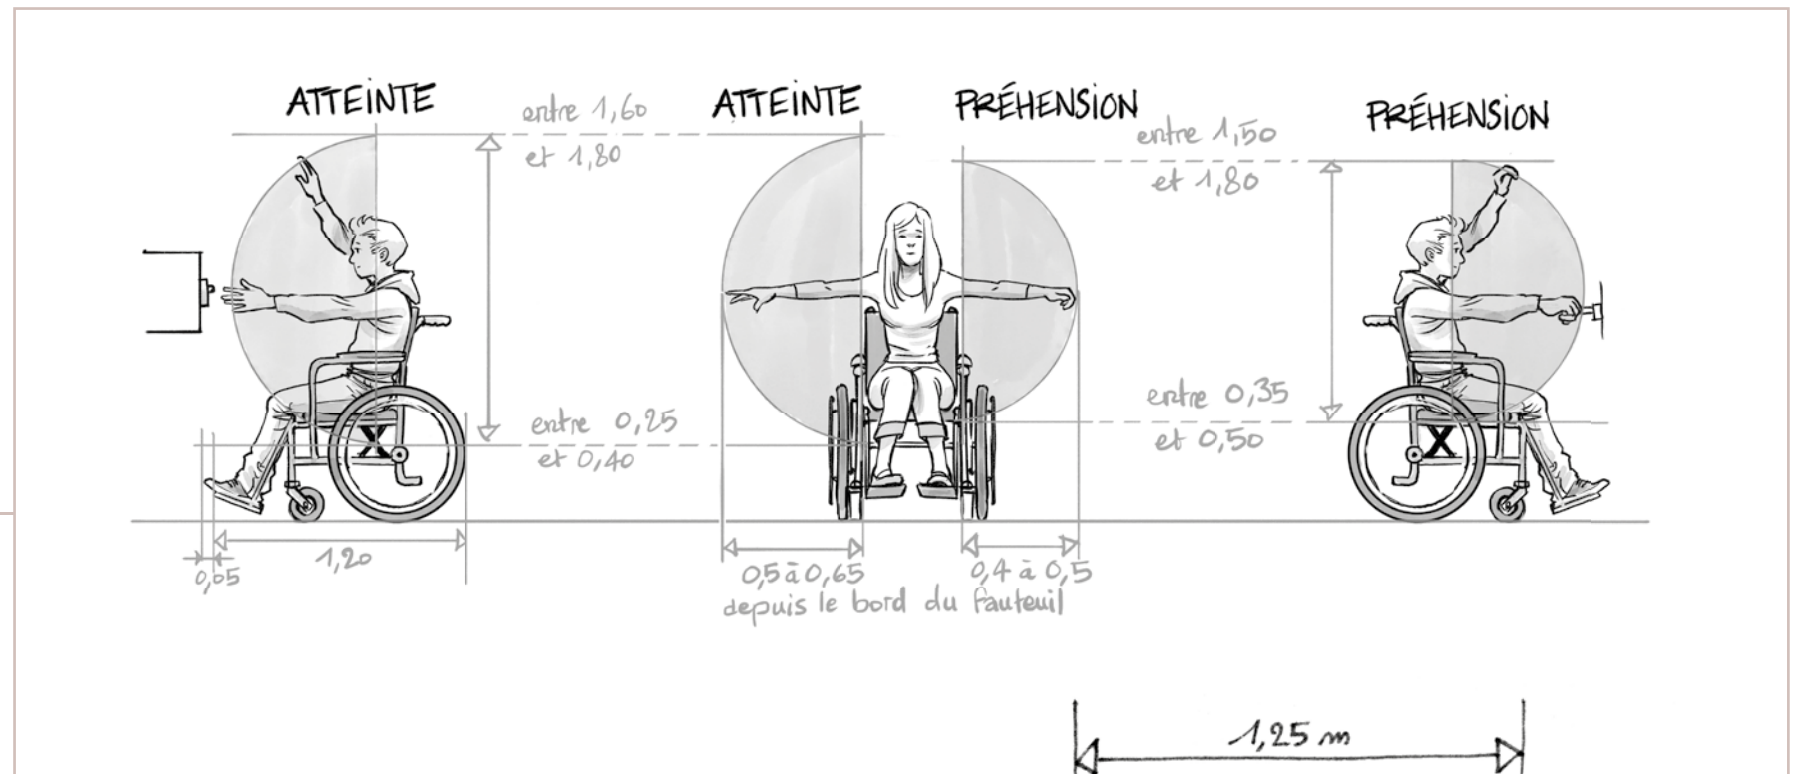 ATTEINTE
entre 1,60
et 1,80
ATTEINTE
PRÉHENSION
entre 1,50
et 1,80
PRÉHENSION
entre 0,25
et 0,40
entre 0,35
et 0,50
0,05
1,20
0,5 à 0,65
0,4 à 0,5
depuis le bord du fauteuil
1,25 m